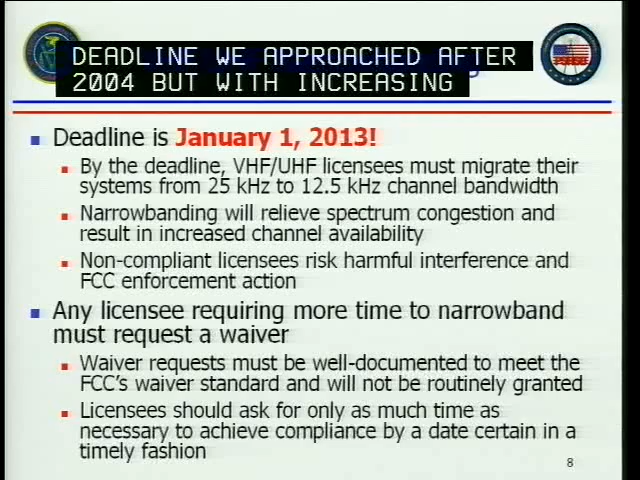 DEADLINE WE APPROACHED AFTER
2004 BUT WITH INCREASING
Deadline is January 1, 2013!
By the deadline, VHF/UHF licensees must migrate their
systems from 25 kHz to 12.5 kHz channel bandwidth
Narrowbanding will relieve spectrum congestion and
result in increased channel availability
Non-compliant licensees risk harmful interference and
FCC enforcement action
Any licensee requiring more time to narrowband
must request a waiver
Waiver requests must be well-documented to meet the
FCC's waiver standard and will not be routinely granted
Licensees should ask for only as much time as
necessary to achieve compliance by a date certain in a
timely fashion
8